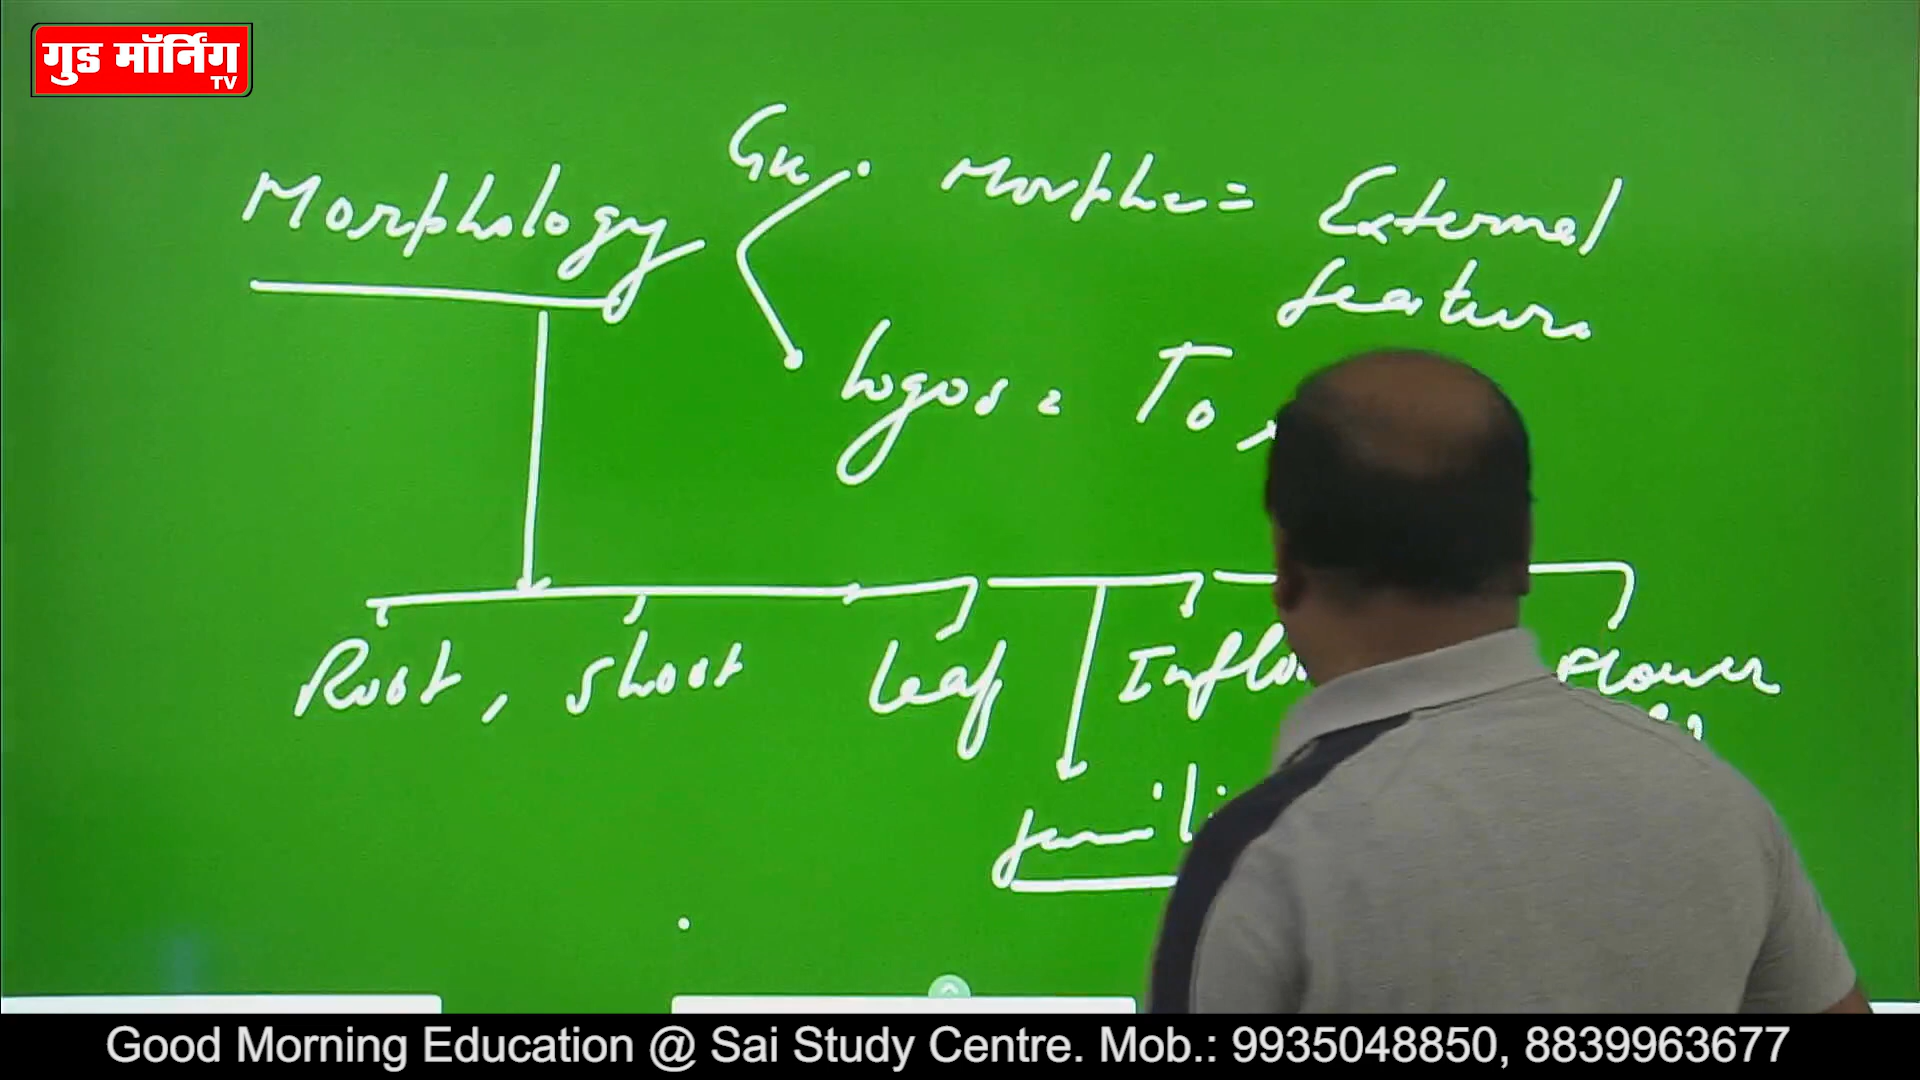 गुड मॉर्निंग
TV
Morphology
Gk.
Morphe = External
feature
Logos = To
Root, shoot leaf Inflo Flower
Good Morning Education @ Sai Study Centre. Mob.: 9935048850, 8839963677